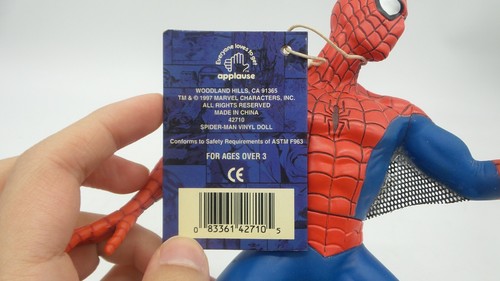 Everyone loves to get
applause
WOODLAND HILLS, CA 91365
TM & © 1997 MARVEL CHARACTERS, INC.
ALL RIGHTS RESERVED
MADE IN CHINA
42710
SPIDER-MAN VINYL DOLL
Conforms to Safety Requirements of ASTM F963
FOR AGES OVER 3
CE
0 83361 42710 5